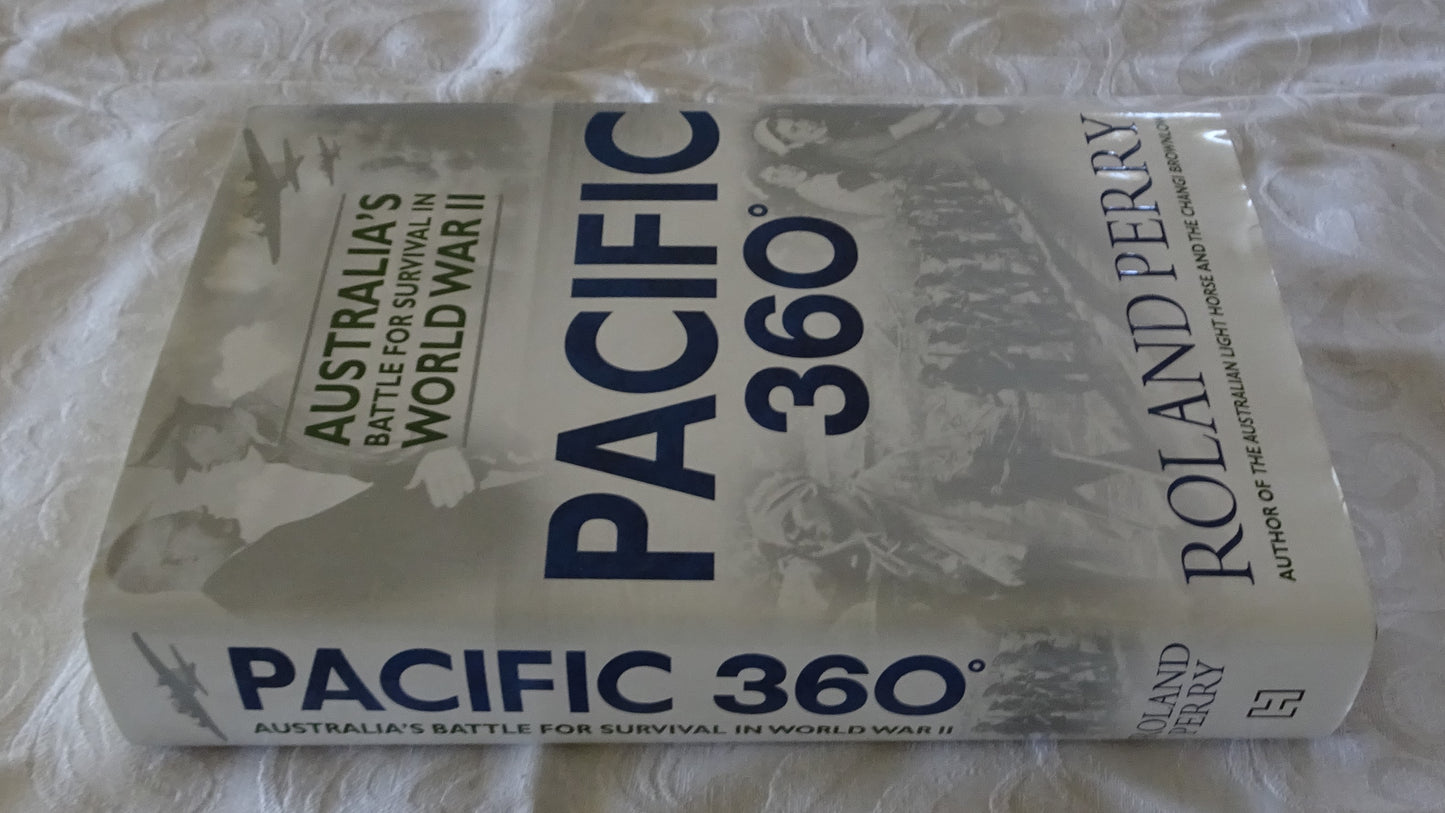 AUSTRALIA'S
BATTLE FOR SURVIVAL IN
WORLD WAR II
PACIFIC
360°
ROLAND PERRY
AUTHOR OF THE AUSTRALIAN LIGHT HORSE AND THE CHANGI BROWNLOW
PACIFIC 360°
AUSTRALIA'S BATTLE FOR SURVIVAL IN WORLD WAR II
ROLAND
PERRY
H